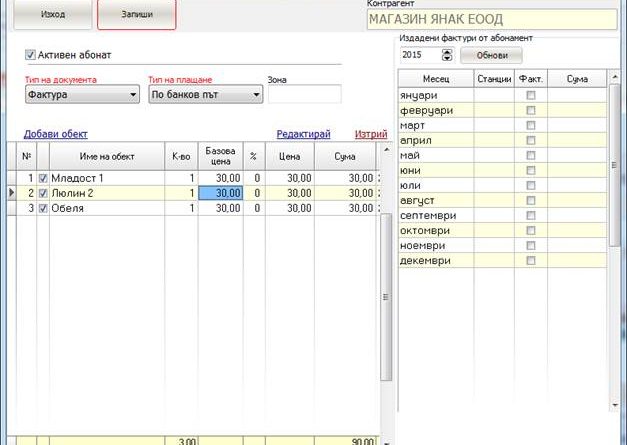 Изход Запиши
Контрагент
МАГАЗИН ЯНАК ЕООД
Активен абонат
Тип на документа Тип на плащане Зона
Фактура По банков път
Добави обект Редактирай Изтрий
№ Име на обект К-во Базова цена % Цена Сума
1 Младост 1 1 30,00 0 30,00 30,00
2 Люлин 2 1 30,00 0 30,00 30,00
3 Обеля 1 30,00 0 30,00 30,00
3,00 90,00
Издадени фактури от абонамент
2015 Обнови
Месец Станции Факт. Сума
януари
февруари
март
април
май
юни
юли
август
септември
октомври
ноември
декември